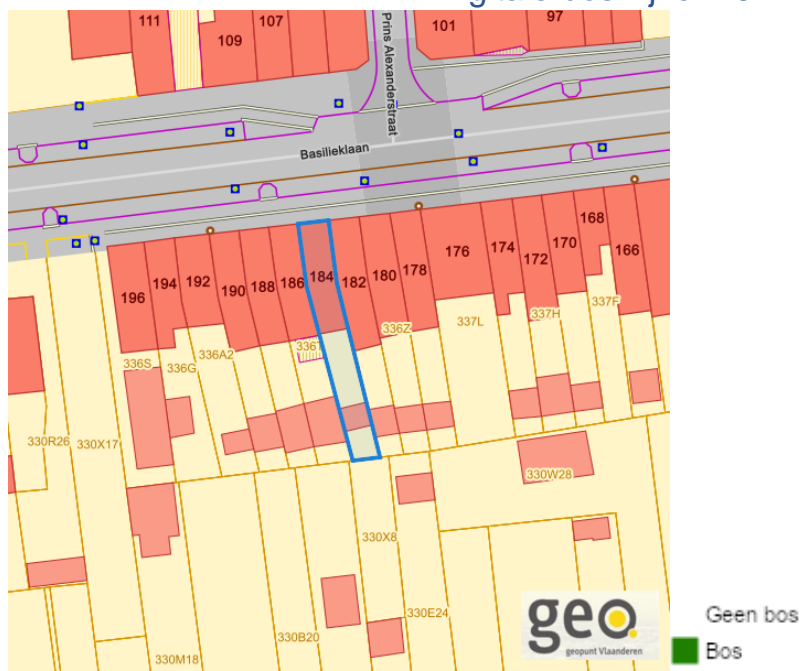 111
109
107
101
97
Prins Alexanderstraat
Basilieklaan
196
194
192
190
188
186
184
182
180
178
176
174
172
170
168
166
336S
336G
336A2
336Z
337L
337H
337F
330R26
330X17
330W28
330X8
330E24
330B20
330M18
geo
geopunt Vlaanderen
Geen bos
Bos